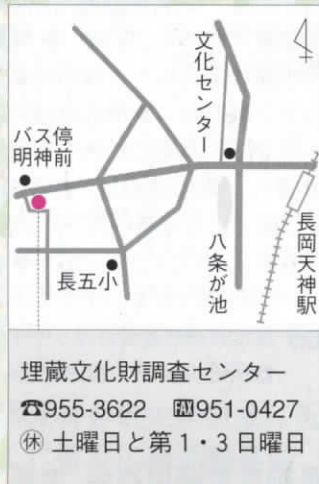 文化センター
バス停
明神前
長岡天神駅
八条が池
長五小
埋蔵文化財調査センター
☎955-3622 FAX951-0427
㊡ 土曜日と第1・3日曜日